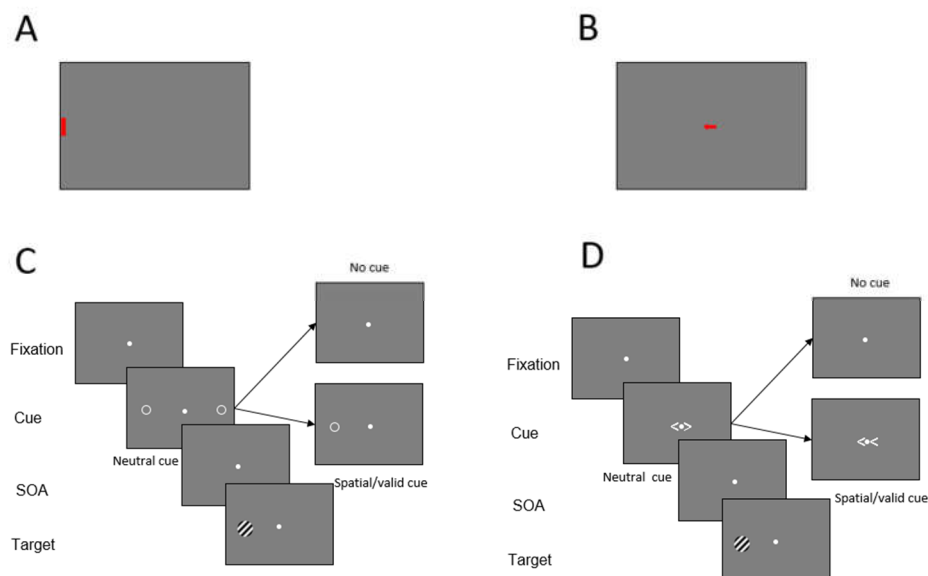 A
B
C
No cue
Fixation
Cue
Neutral cue
Spatial/valid cue
SOA
Target
D
No cue
Fixation
Cue
<•>
<•<
Neutral cue
Spatial/valid cue
SOA
Target